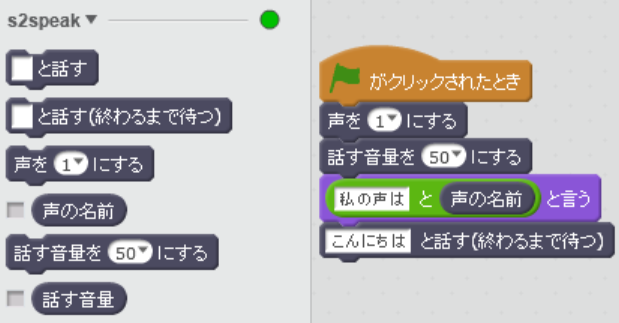 s2speak
と話す
と話す(終わるまで待つ)
声を 1 にする
声の名前
話す音量を 50 にする
話す音量
がクリックされたとき
声を 1 にする
話す音量を 50 にする
私の声は と 声の名前 と言う
こんにちは と話す(終わるまで待つ)